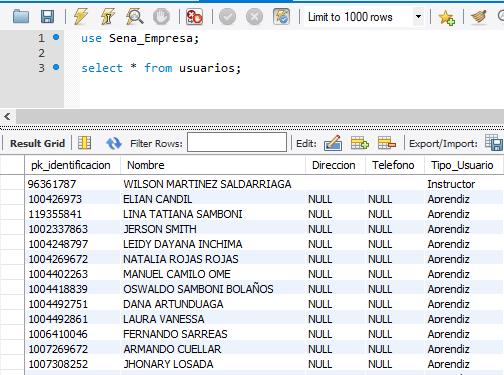 Limit to 1000 rows
1 use Sena_Empresa;
2
3 select * from usuarios;
Result Grid Filter Rows: Edit: Export/Import:
pk_identificacion Nombre Direccion Telefono Tipo_Usuario
96361787 WILSON MARTINEZ SALDARRIAGA Instructor
100426973 ELIAN CANDIL NULL NULL Aprendiz
119355841 LINA TATIANA SAMBONI NULL NULL Aprendiz
1002337863 JERSON SMITH NULL NULL Aprendiz
1004248797 LEIDY DAYANA INCHIMA NULL NULL Aprendiz
1004269672 NATALIA ROJAS ROJAS NULL NULL Aprendiz
1004402263 MANUEL CAMILO OME NULL NULL Aprendiz
1004418839 OSWALDO SAMBONI BOLAÑOS NULL NULL Aprendiz
1004492751 DANA ARTUNDUAGA NULL NULL Aprendiz
1004492861 LAURA VANESSA NULL NULL Aprendiz
1006410046 FERNANDO SARREAS NULL NULL Aprendiz
1007269672 ARMANDO CUELLAR NULL NULL Aprendiz
1007308252 JHONARY LOSADA NULL NULL Aprendiz